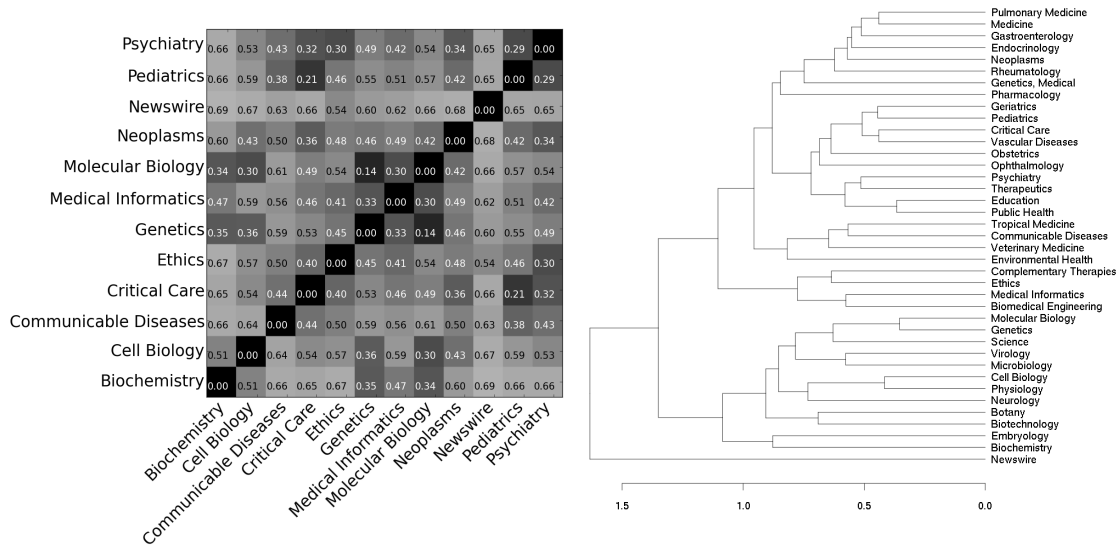 Psychiatry 0.66 0.53 0.43 0.32 0.30 0.49 0.42 0.54 0.34 0.65 0.29 0.00
Pediatrics 0.66 0.59 0.38 0.21 0.46 0.55 0.51 0.57 0.42 0.65 0.00 0.29
Newswire 0.69 0.67 0.63 0.66 0.54 0.60 0.62 0.66 0.68 0.00 0.65 0.65
Neoplasms 0.60 0.43 0.50 0.36 0.48 0.46 0.49 0.42 0.00 0.68 0.42 0.34
Molecular Biology 0.34 0.30 0.61 0.49 0.54 0.14 0.30 0.00 0.42 0.66 0.57 0.54
Medical Informatics 0.47 0.59 0.56 0.46 0.41 0.33 0.00 0.30 0.49 0.62 0.51 0.42
Genetics 0.35 0.36 0.59 0.53 0.45 0.00 0.33 0.14 0.46 0.60 0.55 0.49
Ethics 0.67 0.57 0.50 0.40 0.00 0.45 0.41 0.54 0.48 0.54 0.46 0.30
Critical Care 0.65 0.54 0.44 0.00 0.40 0.53 0.46 0.49 0.36 0.66 0.21 0.32
Communicable Diseases 0.66 0.64 0.00 0.44 0.50 0.59 0.56 0.61 0.50 0.63 0.38 0.43
Cell Biology 0.51 0.00 0.64 0.54 0.57 0.36 0.59 0.30 0.43 0.67 0.59 0.53
Biochemistry 0.00 0.51 0.66 0.65 0.67 0.35 0.47 0.34 0.60 0.69 0.66 0.66
Biochemistry
Cell Biology
Communicable Diseases
Critical Care
Ethics
Genetics
Medical Informatics
Molecular Biology
Neoplasms
Newswire
Pediatrics
Psychiatry
Pulmonary Medicine
Medicine
Gastroenterology
Endocrinology
Neoplasms
Rheumatology
Genetics, Medical
Pharmacology
Geriatrics
Pediatrics
Critical Care
Vascular Diseases
Obstetrics
Ophthalmology
Psychiatry
Therapeutics
Education
Public Health
Tropical Medicine
Communicable Diseases
Veterinary Medicine
Environmental Health
Complementary Therapies
Ethics
Medical Informatics
Biomedical Engineering
Molecular Biology
Genetics
Science
Virology
Microbiology
Cell Biology
Physiology
Neurology
Botany
Biotechnology
Embryology
Biochemistry
Newswire
1.5 1.0 0.5 0.0